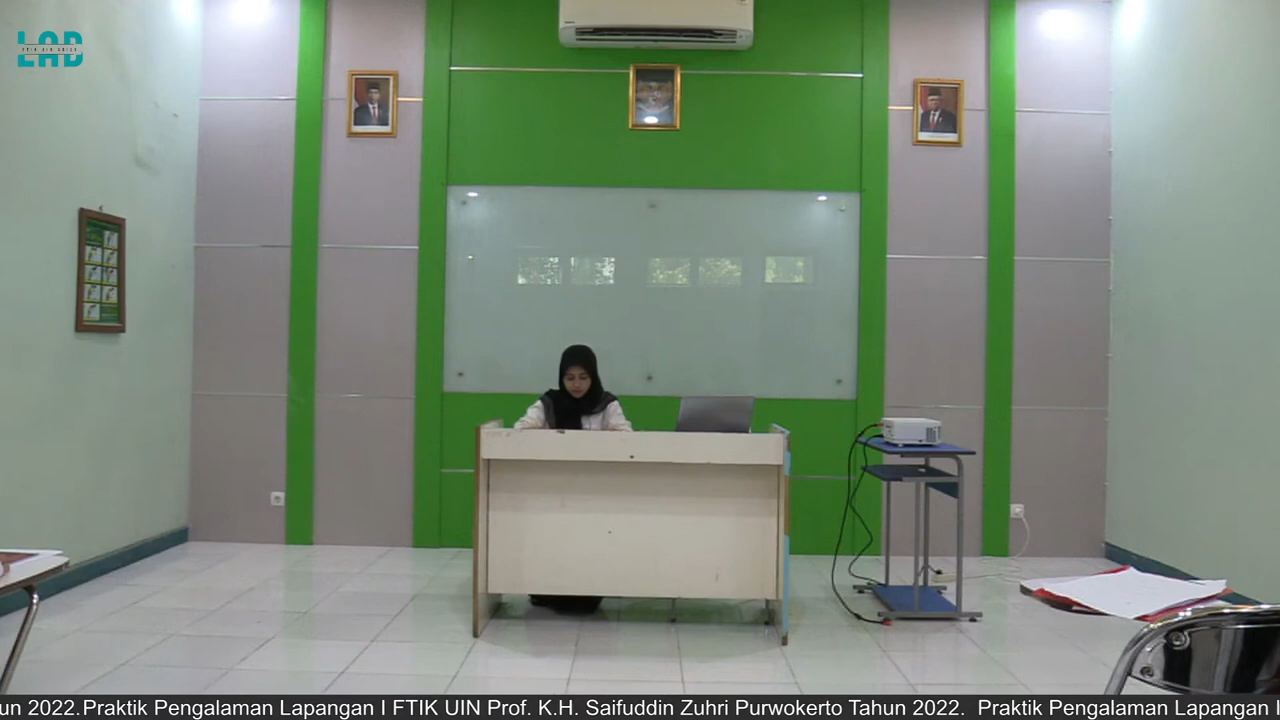 LAB
un 2022. Praktik Pengalaman Lapangan I FTIK UIN Prof. K.H. Saifuddin Zuhri Purwokerto Tahun 2022. Praktik Pengalaman Lapangan I